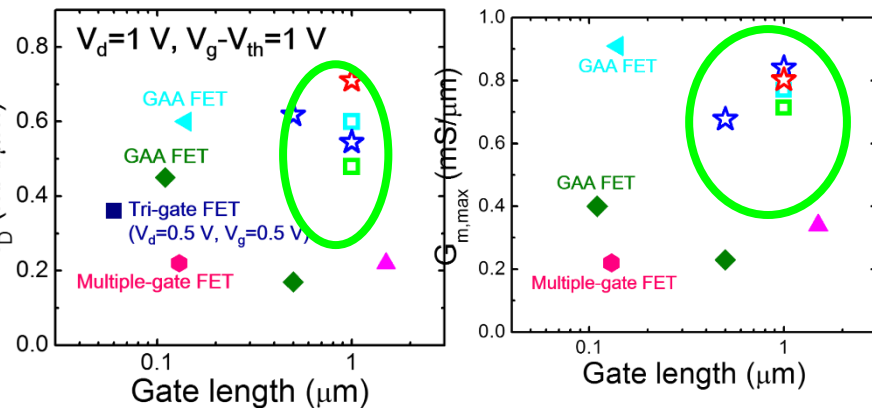 V_d=1 V, V_g-V_th=1 V
GAA FET
GAA FET
Tri-gate FET
(V_d=0.5 V, V_g=0.5 V)
Multiple-gate FET
0.8
0.6
0.4
0.2
0.0
0.1
1
Gate length (μm)
G_m,max (mS/μm)
1.0
0.8
0.6
0.4
0.2
0.0
GAA FET
GAA FET
Multiple-gate FET
0.1
1
Gate length (μm)